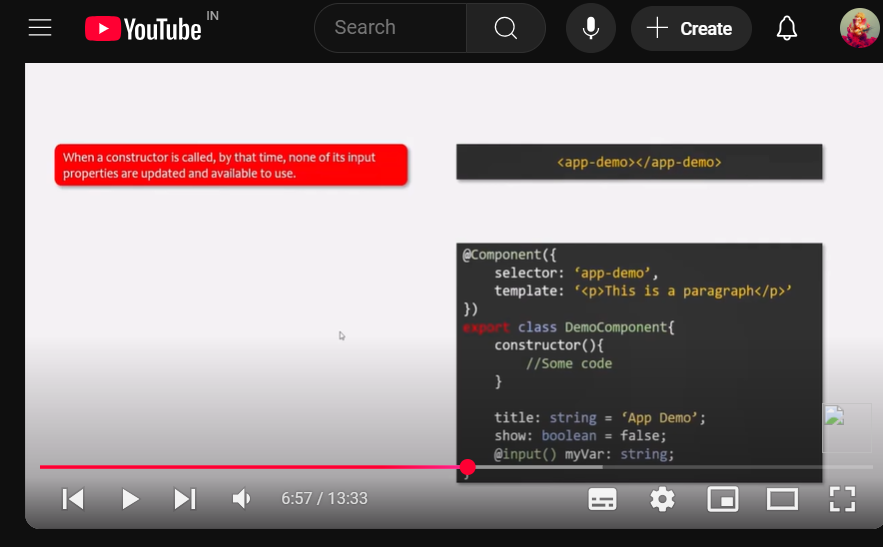 YouTube IN
Search
Create
When a constructor is called, by that time, none of its input
properties are updated and available to use.
<app-demo></app-demo>
@Component({
selector: ‘app-demo’,
template: ‘<p>This is a paragraph</p>’
})
export class DemoComponent{
constructor(){
//Some code
}
title: string = ‘App Demo’;
show: boolean = false;
@input() myVar: string;
}
6:57 / 13:33